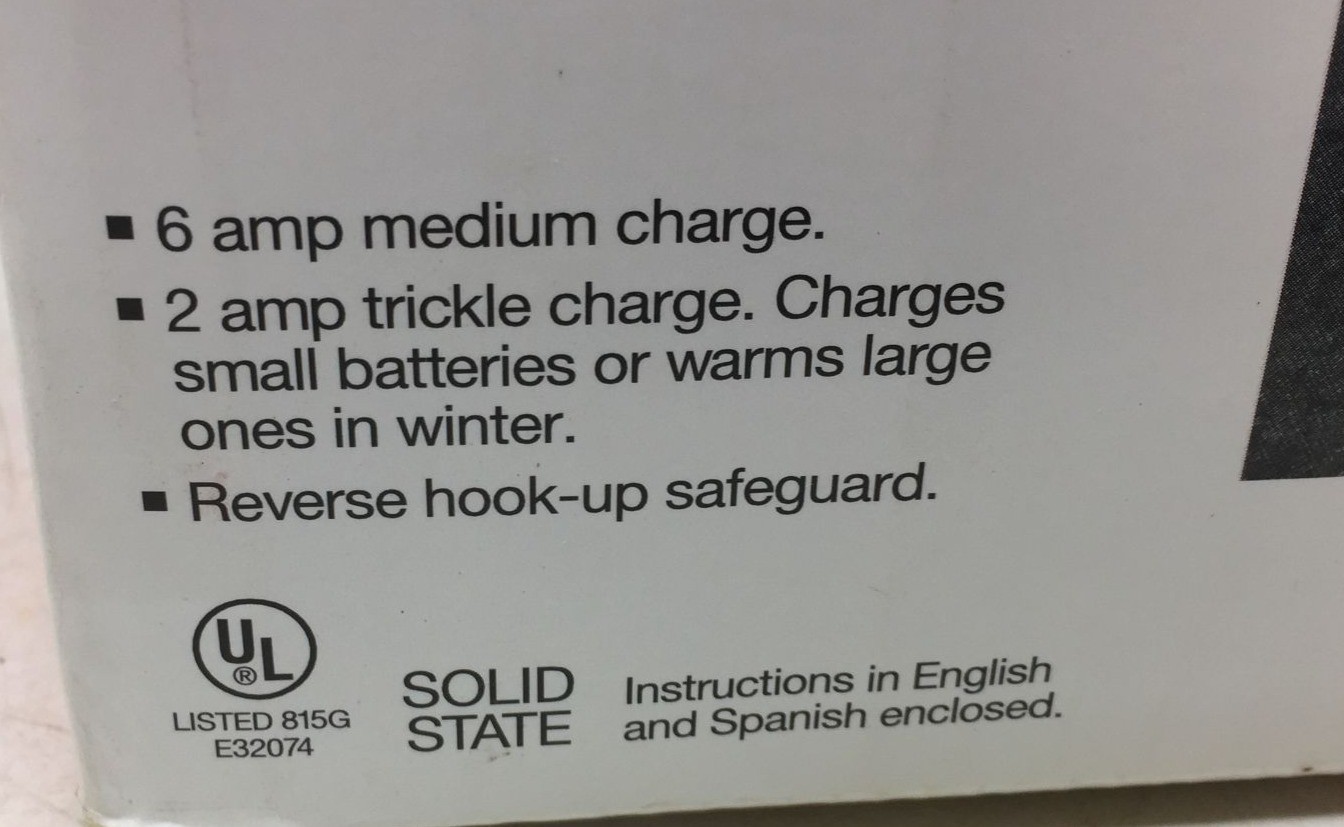 ▪ 6 amp medium charge.
▪ 2 amp trickle charge. Charges
small batteries or warms large
ones in winter.
▪ Reverse hook-up safeguard.
UL
®
LISTED 815G
E32074
SOLID
STATE
Instructions in English
and Spanish enclosed.